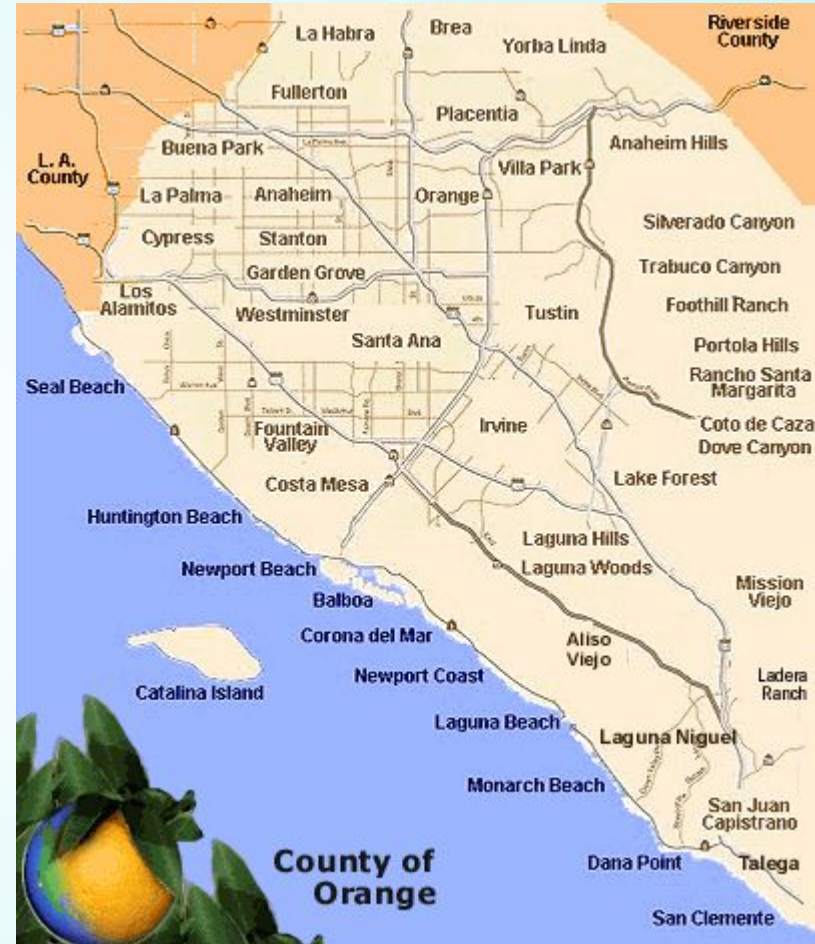 La Habra
Brea
Yorba Linda
Riverside
County
Fullerton
Placentia
Buena Park
Anaheim Hills
L. A.
County
Villa Park
La Palma
Anaheim
Orange
Silverado Canyon
Cypress
Stanton
Trabuco Canyon
Garden Grove
Los
Alamitos
Westminster
Tustin
Foothill Ranch
Santa Ana
Portola Hills
Seal Beach
Rancho Santa
Margarita
Fountain
Valley
Irvine
Coto de Caza
Dove Canyon
Costa Mesa
Lake Forest
Huntington Beach
Laguna Hills
Newport Beach
Laguna Woods
Mission
Viejo
Balboa
Corona del Mar
Aliso
Viejo
Newport Coast
Ladera
Ranch
Catalina Island
Laguna Beach
Laguna Niguel
Monarch Beach
San Juan
Capistrano
County of
Orange
Dana Point
Talega
San Clemente